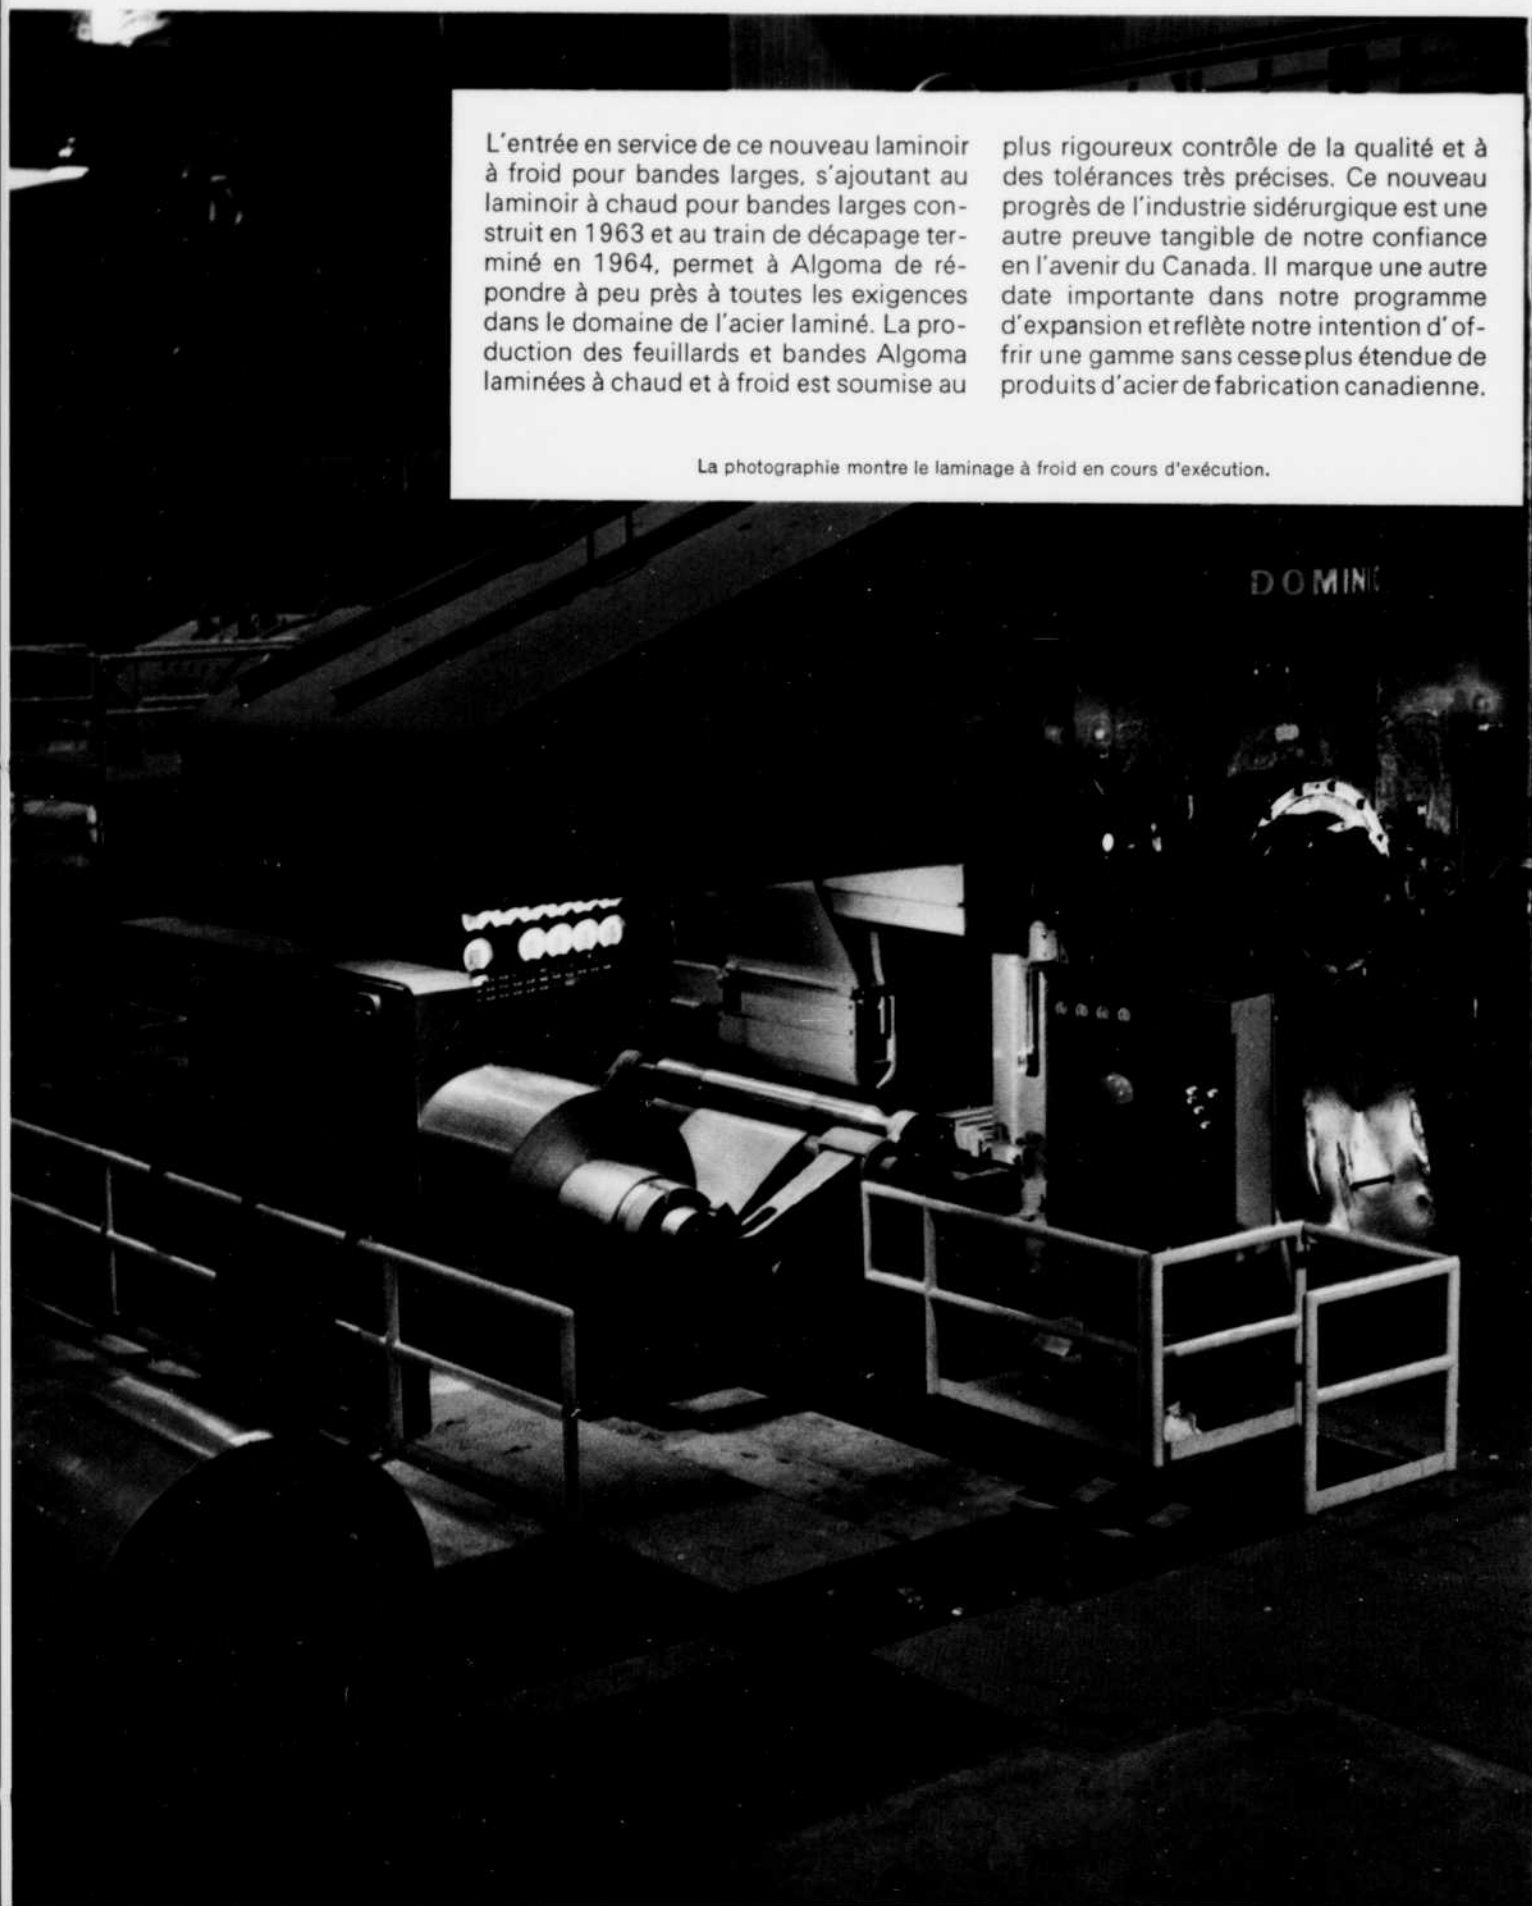 L'entrée en service de ce nouveau laminoir
à froid pour bandes larges, s'ajoutant au
laminoir à chaud pour bandes larges con-
struit en 1963 et au train de décapage ter-
miné en 1964, permet à Algoma de ré-
pondre à peu près à toutes les exigences
dans le domaine de l'acier laminé. La pro-
duction des feuillards et bandes Algoma
laminées à chaud et à froid est soumise au
plus rigoureux contrôle de la qualité et à
des tolérances très précises. Ce nouveau
progrès de l'industrie sidérurgique est une
autre preuve tangible de notre confiance
en l'avenir du Canada. Il marque une autre
date importante dans notre programme
d'expansion et reflète notre intention d'of-
frir une gamme sans cesse plus étendue de
produits d'acier de fabrication canadienne.
La photographie montre le laminage à froid en cours d'exécution.